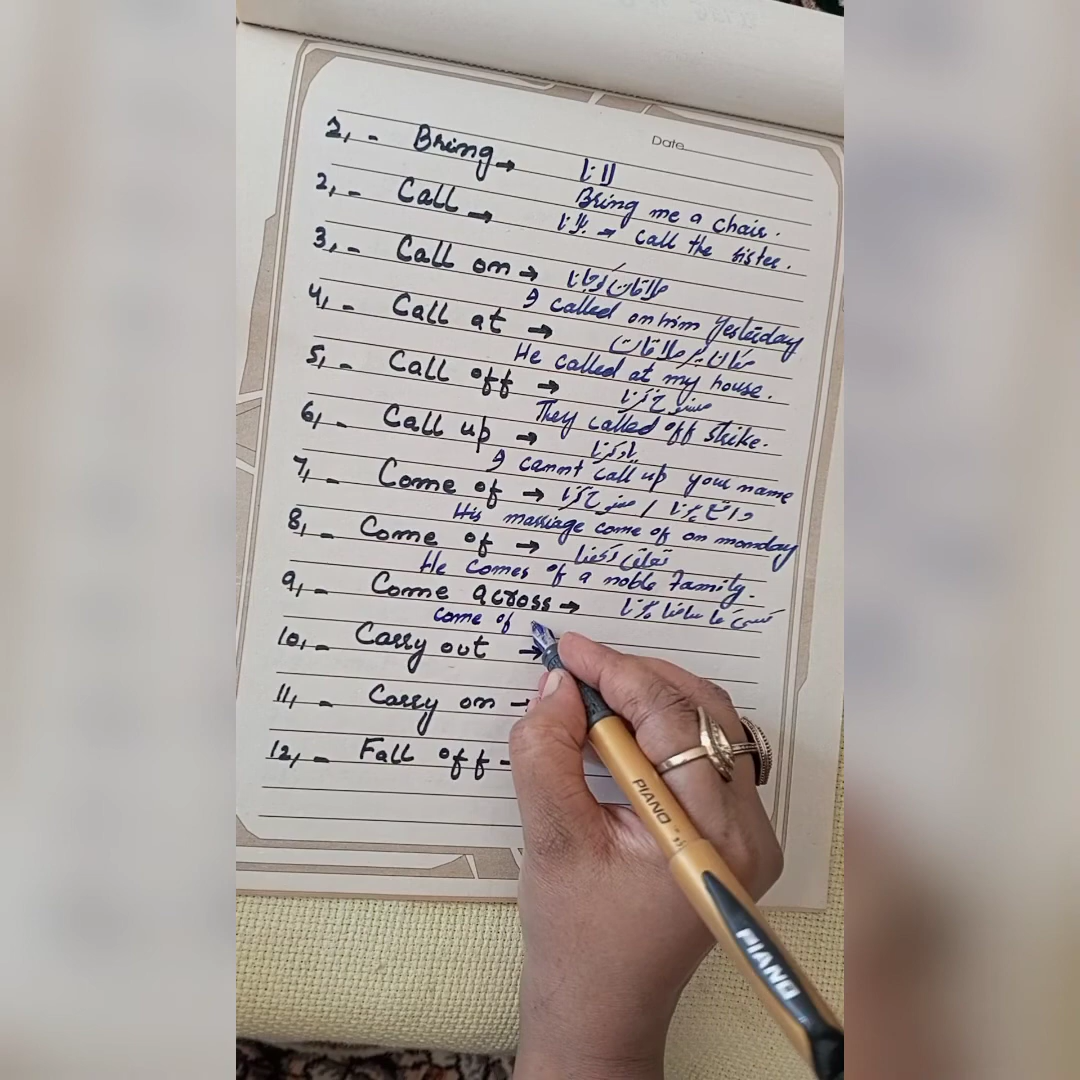 Date
2, - Bring → لانا
Bring me a chair.
2, - Call → بلانا → call the sister.
3, - Call on → ملاقات کو جانا
I called on him yesterday
4, - Call at → مکان پر ملاقات
He called at my house.
5, - Call off → منسوخ کرنا
They called off strike.
6, - Call up → یاد کرنا
I cannt call up your name
7, - Come of → واقع ہونا / منسوخ کرنا
His marriage come of on monday
8, - Come of → تعلق رکھنا
He comes of a noble Family.
9, - Come across → کسی کا سامنا کرنا
come of
10, - Carry out →
11, - Carry on →
12, - Fall off -
PIANO
PIANO